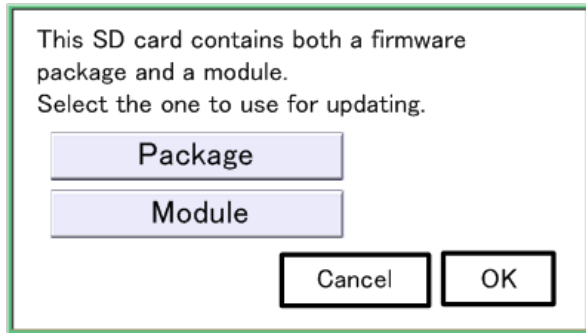 This SD card contains both a firmware
package and a module.
Select the one to use for updating.
Package
Module
Cancel
OK